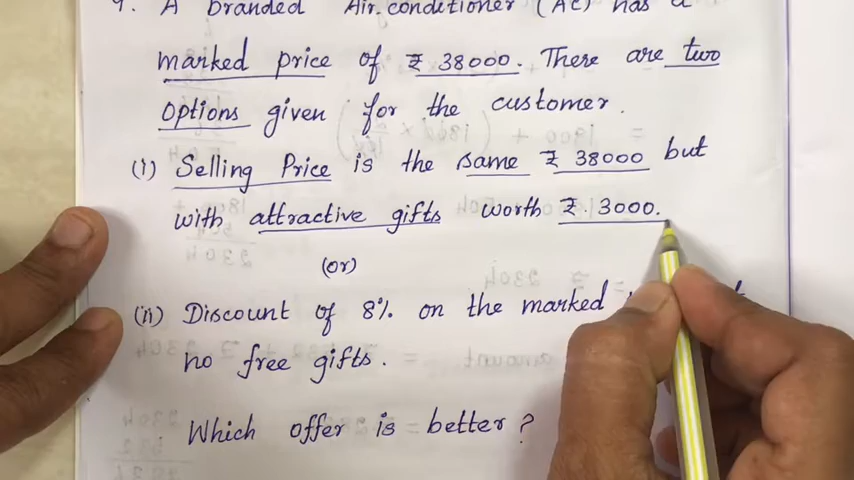 9. A branded Air conditioner (AC) has a
marked price of ₹ 38000. There are two
options given for the customer.
(i) Selling Price is the same ₹ 38000 but
with attractive gifts worth ₹. 3000.
(or)
(ii) Discount of 8% on the marked
no free gifts.
Which offer is better?